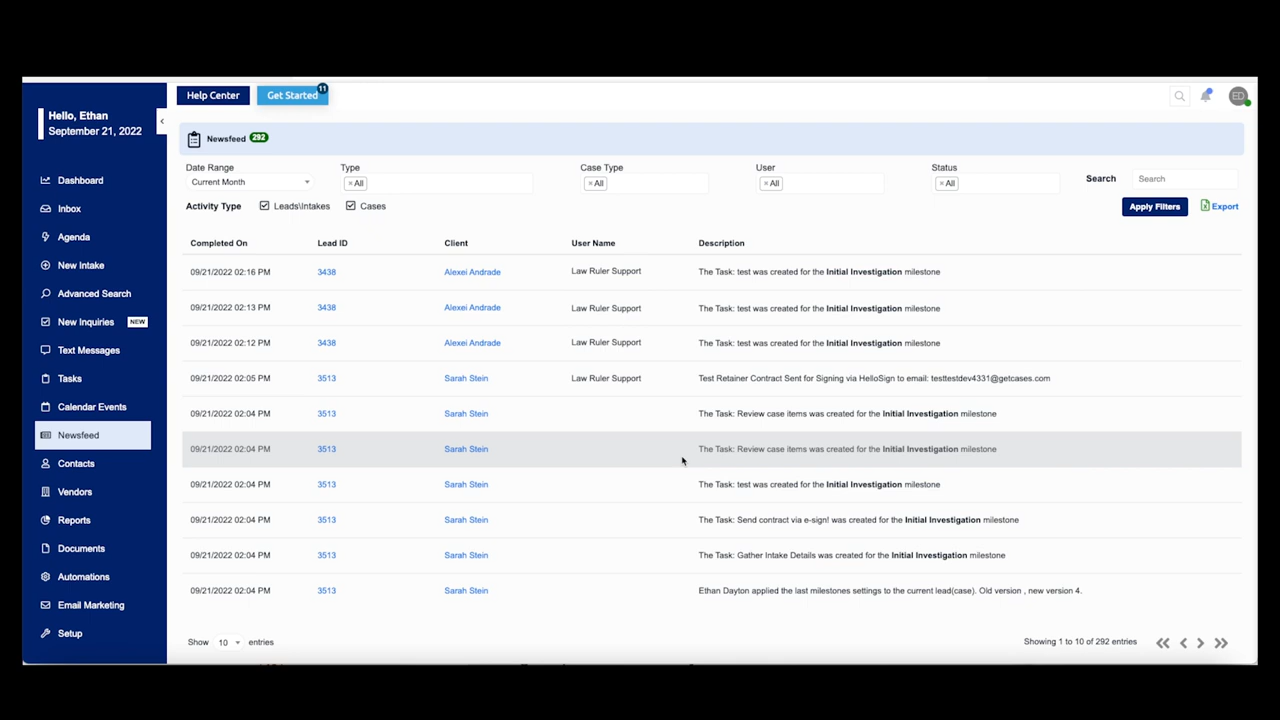 Hello, Ethan
September 21, 2022
Dashboard
Inbox
Agenda
New Intake
Advanced Search
New Inquiries NEW
Text Messages
Tasks
Calendar Events
Newsfeed
Contacts
Vendors
Reports
Documents
Automations
Email Marketing
Setup
Help Center Get Started 11 ED
Newsfeed 292
Date Range Type Case Type User Status
Current Month ×All ×All ×All ×All Search Search
Activity Type Leads\Intakes Cases Apply Filters Export
Completed On Lead ID Client User Name Description
09/21/2022 02:16 PM 3438 Alexei Andrade Law Ruler Support The Task: test was created for the Initial Investigation milestone
09/21/2022 02:13 PM 3438 Alexei Andrade Law Ruler Support The Task: test was created for the Initial Investigation milestone
09/21/2022 02:12 PM 3438 Alexei Andrade Law Ruler Support The Task: test was created for the Initial Investigation milestone
09/21/2022 02:05 PM 3513 Sarah Stein Law Ruler Support Test Retainer Contract Sent for Signing via HelloSign to email: testtestdev4331@getcases.com
09/21/2022 02:04 PM 3513 Sarah Stein The Task: Review case items was created for the Initial Investigation milestone
09/21/2022 02:04 PM 3513 Sarah Stein The Task: Review case items was created for the Initial Investigation milestone
09/21/2022 02:04 PM 3513 Sarah Stein The Task: test was created for the Initial Investigation milestone
09/21/2022 02:04 PM 3513 Sarah Stein The Task: Send contract via e-sign! was created for the Initial Investigation milestone
09/21/2022 02:04 PM 3513 Sarah Stein The Task: Gather Intake Details was created for the Initial Investigation milestone
09/21/2022 02:04 PM 3513 Sarah Stein Ethan Dayton applied the last milestones settings to the current lead(case). Old version , new version 4.
Show 10 entries Showing 1 to 10 of 292 entries